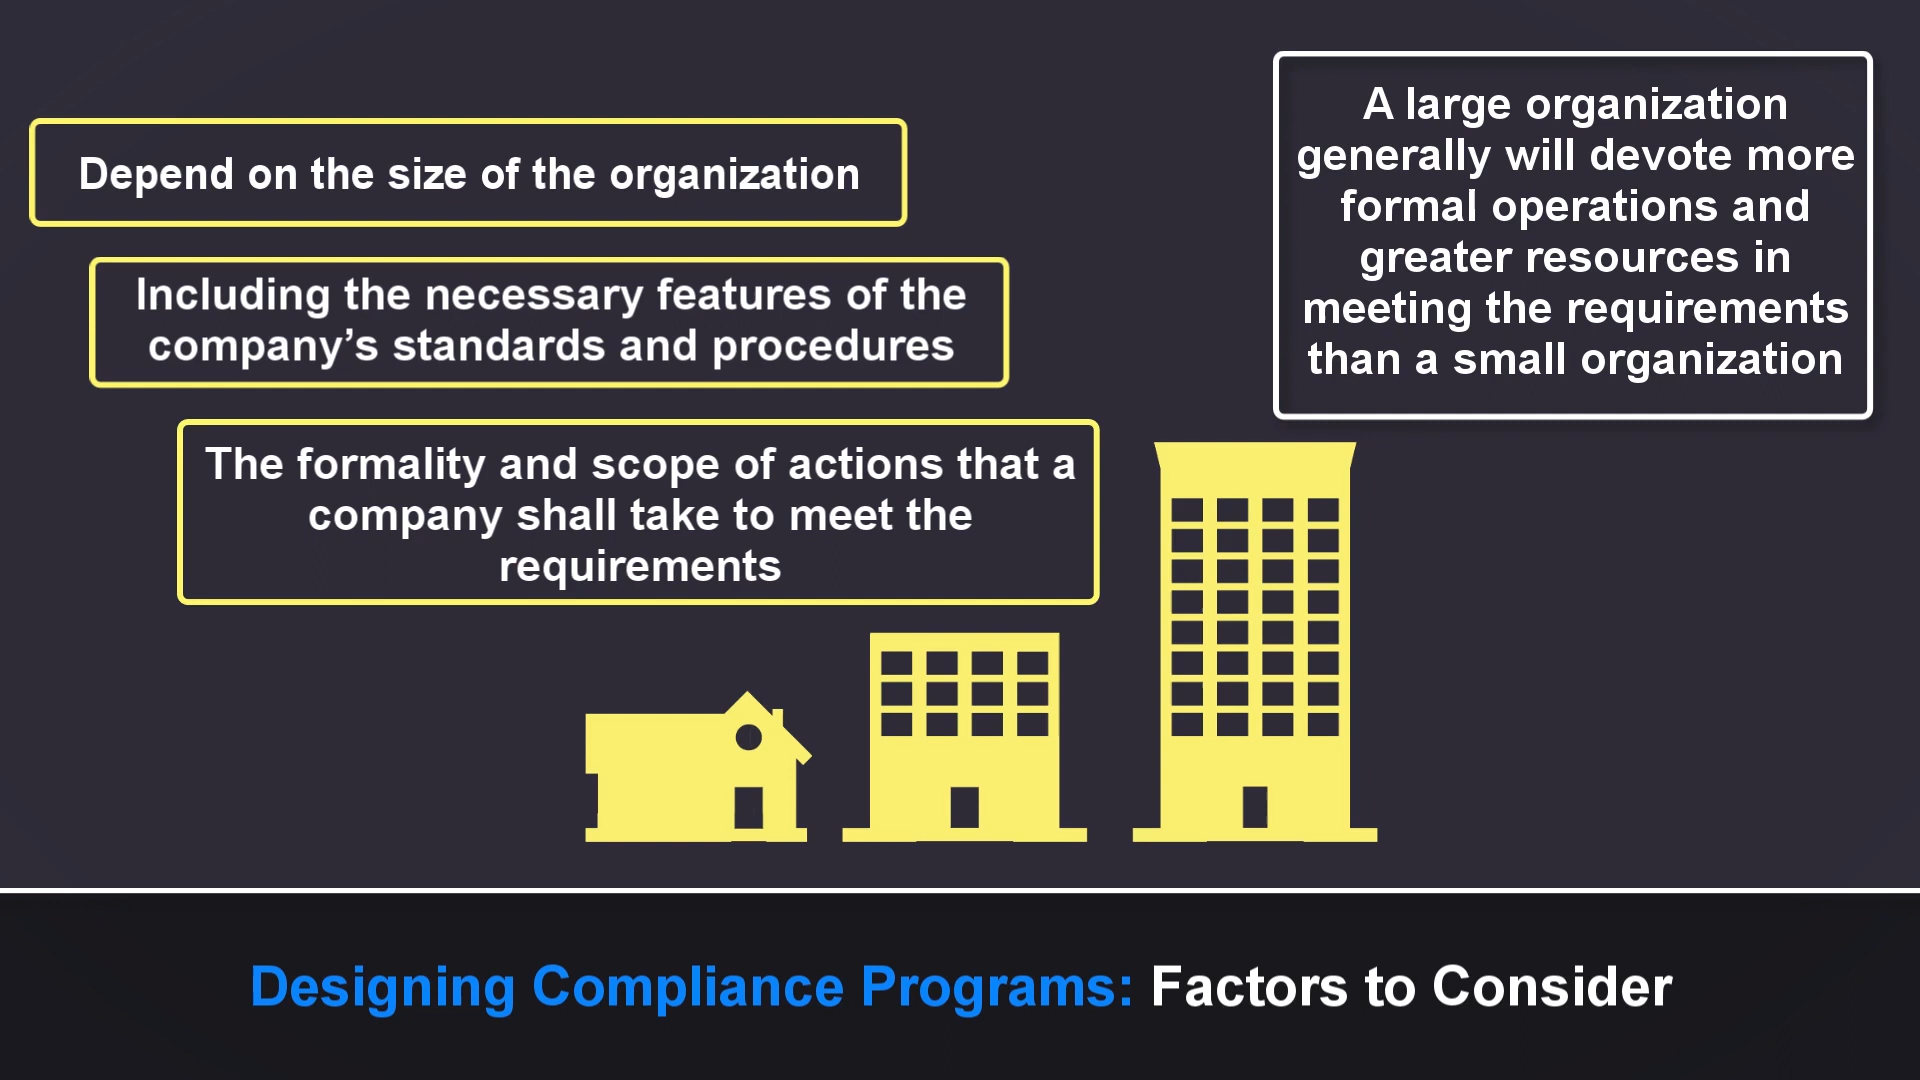 Depend on the size of the organization
Including the necessary features of the
company’s standards and procedures
The formality and scope of actions that a
company shall take to meet the
requirements
A large organization
generally will devote more
formal operations and
greater resources in
meeting the requirements
than a small organization
Designing Compliance Programs: Factors to Consider